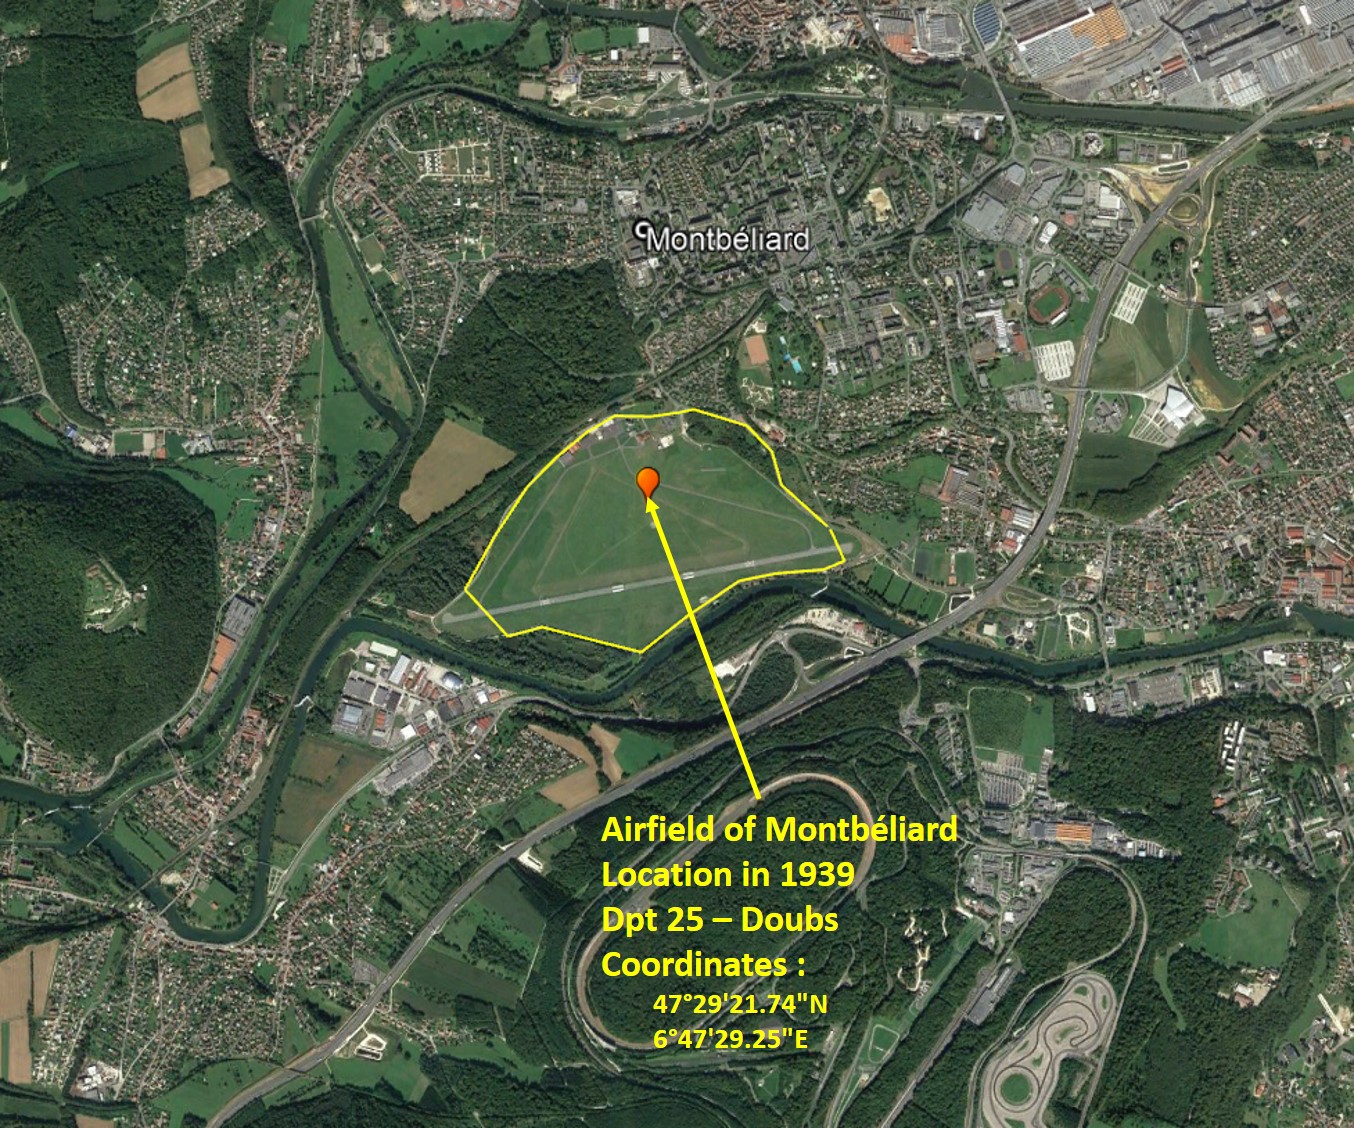 Montbéliard
Airfield of Montbéliard
Location in 1939
Dpt 25 – Doubs
Coordinates :
47°29'21.74"N
6°47'29.25"E